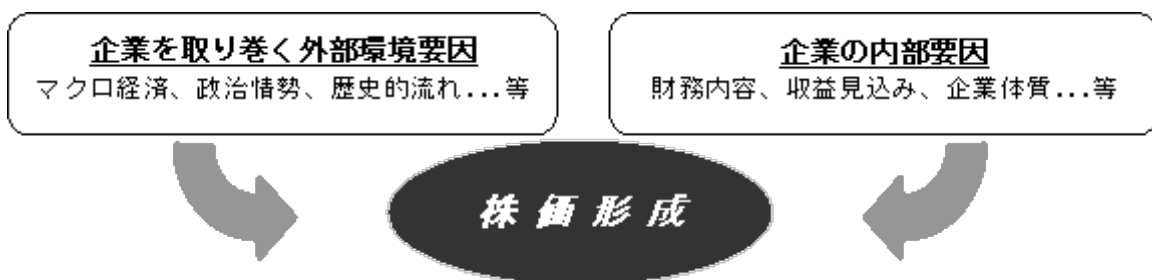 企業を取り巻く外部環境要因
マクロ経済、政治情勢、歴史的流れ...等
企業の内部要因
財務内容、収益見込み、企業体質...等
株価形成